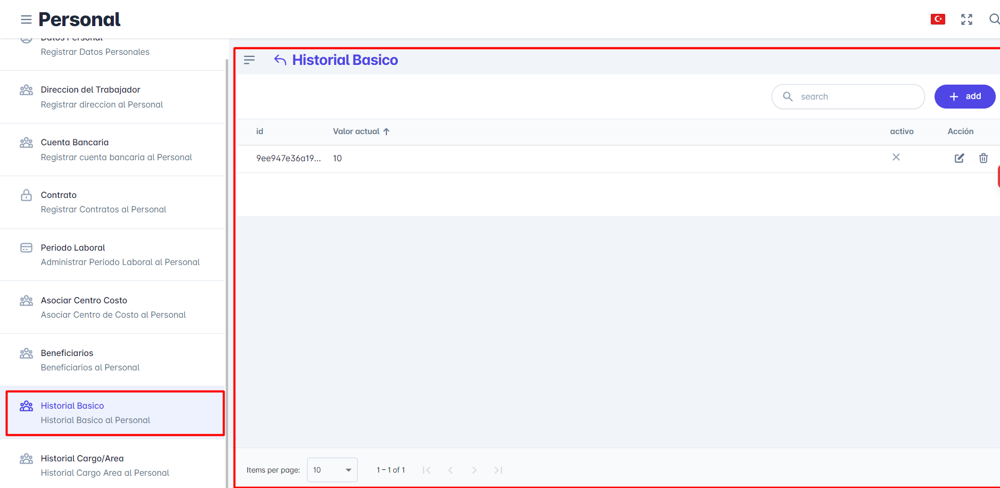 Personal
Datos Personal
Registrar Datos Personales
Direccion del Trabajador
Registrar direccion al Personal
Cuenta Bancaria
Registrar cuenta bancaria al Personal
Contrato
Registrar Contratos al Personal
Periodo Laboral
Administrar Periodo Laboral al Personal
Asociar Centro Costo
Asociar Centro de Costo al Personal
Beneficiarios
Beneficiarios al Personal
Historial Basico
Historial Basico al Personal
Historial Cargo/Area
Historial Cargo Area al Personal
Historial Basico
search
add
id Valor actual activo Acción
9ee947e36a19... 10
Items per page: 10 1 – 1 of 1